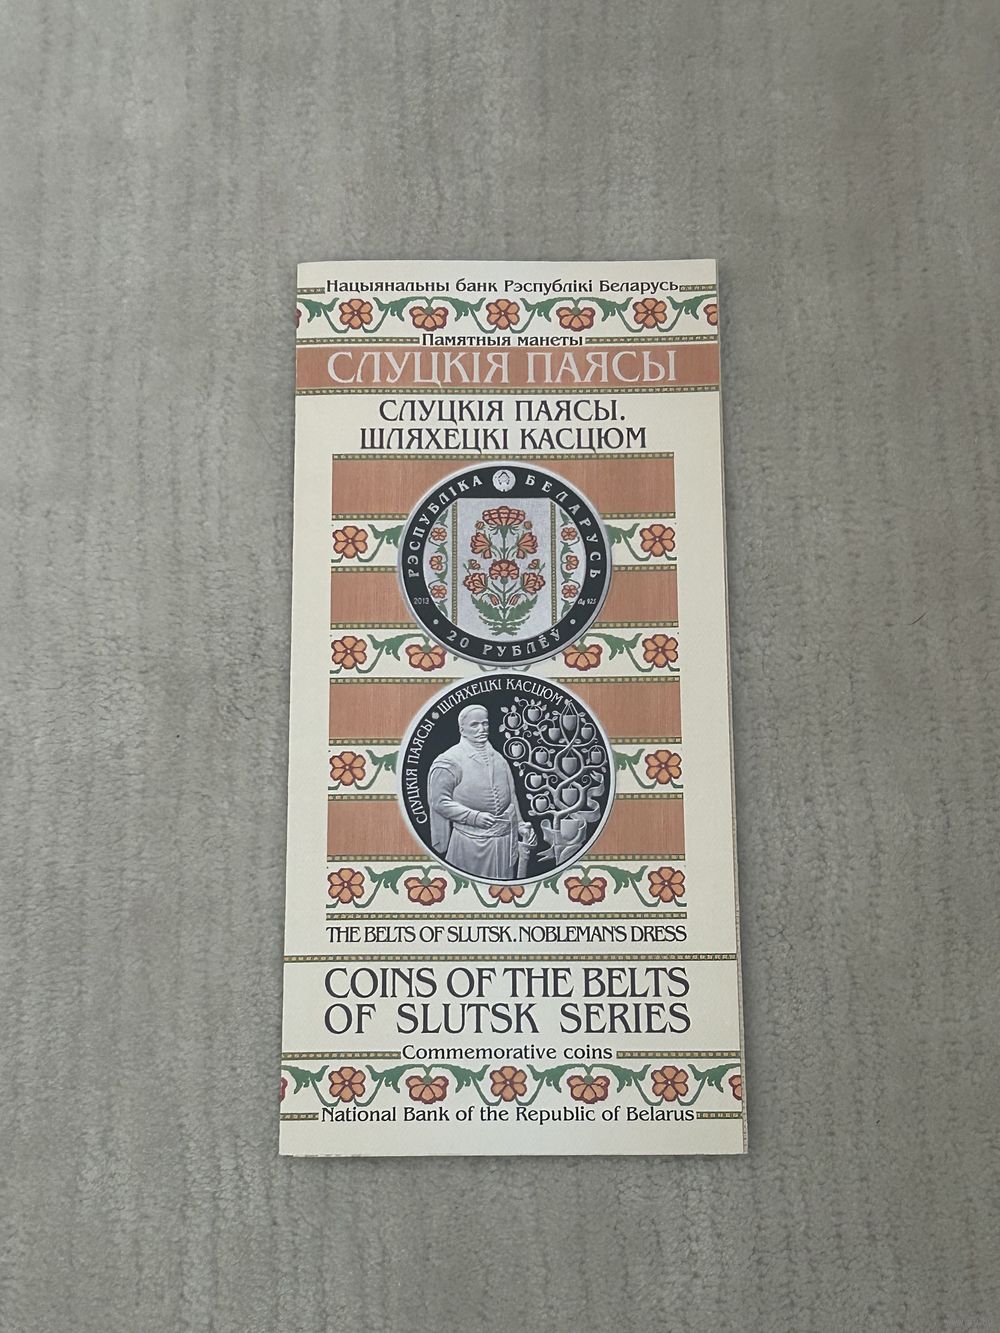 Нацыянальны банк Рэспублікі Беларусь
Памятныя манеты
СЛУЦКІЯ ПАЯСЫ
СЛУЦКІЯ ПАЯСЫ.
ШЛЯХЕЦКІ КАСЦЮМ
РЭСПУБЛІКА БЕЛАРУСЬ
2013
Ag 925
20 РУБЛЁЎ
СЛУЦКІЯ ПАЯСЫ ШЛЯХЕЦКІ КАСЦЮМ
THE BELTS OF SLUTSK. NOBLEMAN'S DRESS
COINS OF THE BELTS
OF SLUTSK SERIES
Commemorative coins
National Bank of the Republic of Belarus